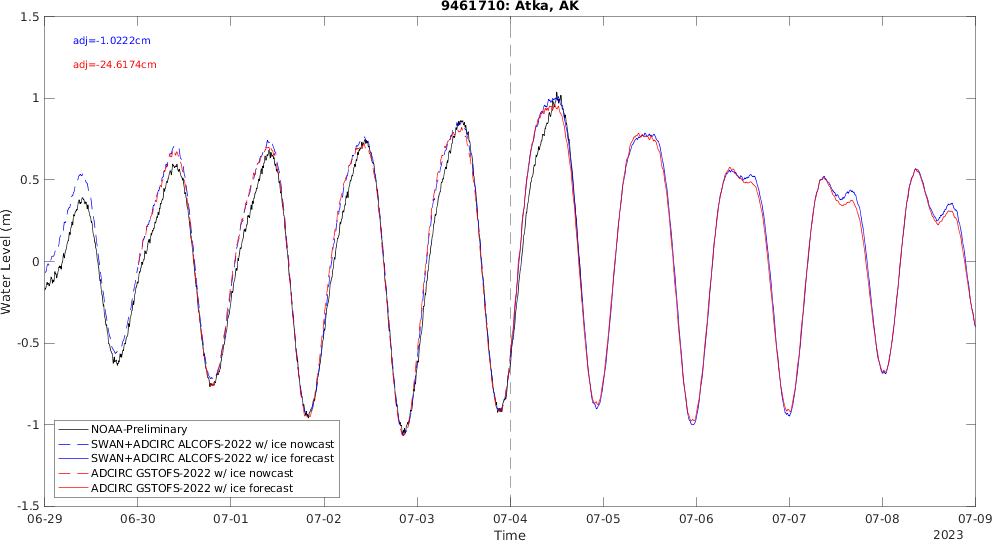 9461710: Atka, AK
adj=-1.0222cm
adj=-24.6174cm
Water Level (m)
1.5
1
0.5
0
-0.5
-1
-1.5
NOAA-Preliminary
SWAN+ADCIRC ALCOFS-2022 w/ ice nowcast
SWAN+ADCIRC ALCOFS-2022 w/ ice forecast
ADCIRC GSTOFS-2022 w/ ice nowcast
ADCIRC GSTOFS-2022 w/ ice forecast
06-29 06-30 07-01 07-02 07-03 07-04 07-05 07-06 07-07 07-08 07-09
Time
2023